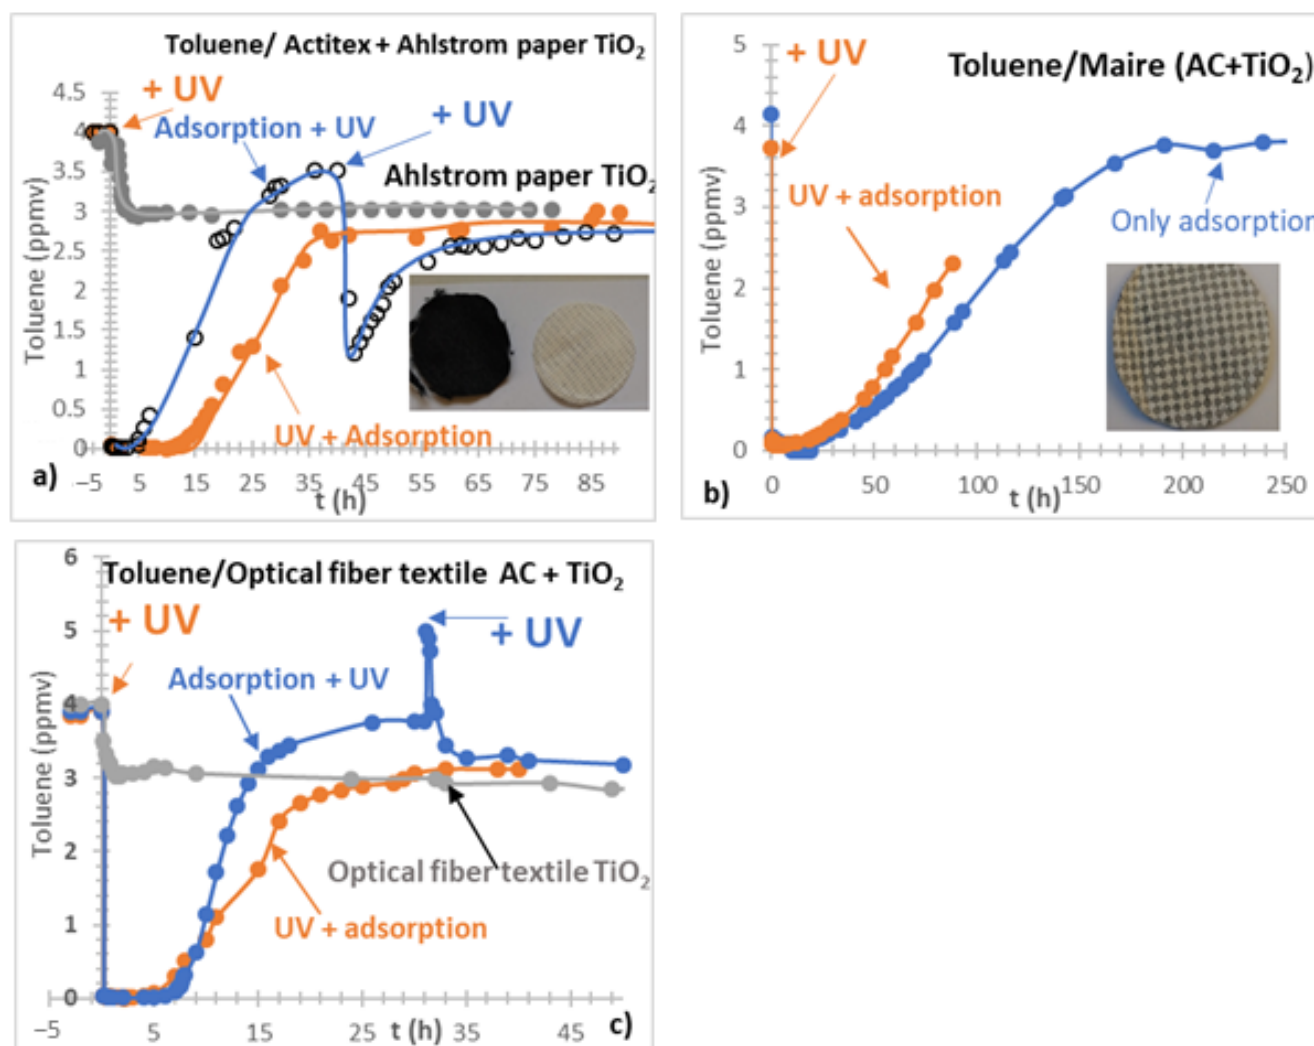 Toluene/ Actitex + Ahlstrom paper TiO2
+ UV
Adsorption + UV
+ UV
Ahlstrom paper TiO2
UV + Adsorption
Toluene (ppmv)
4.5
4
3.5
3
2.5
2
1.5
1
0.5
0
−5 5 15 25 35 45 55 65 75 85
t (h)
a)
Toluene/Maire (AC+TiO2)
+ UV
UV + adsorption
Only adsorption
Toluene (ppmv)
5
4
3
2
1
0
0 50 100 150 200 250
t (h)
b)
Toluene/Optical fiber textile AC + TiO2
+ UV
+ UV
Adsorption + UV
Optical fiber textile TiO2
UV + adsorption
Toluene (ppmv)
6
5
4
3
2
1
0
−5 5 15 25 35 45
t (h)
c)